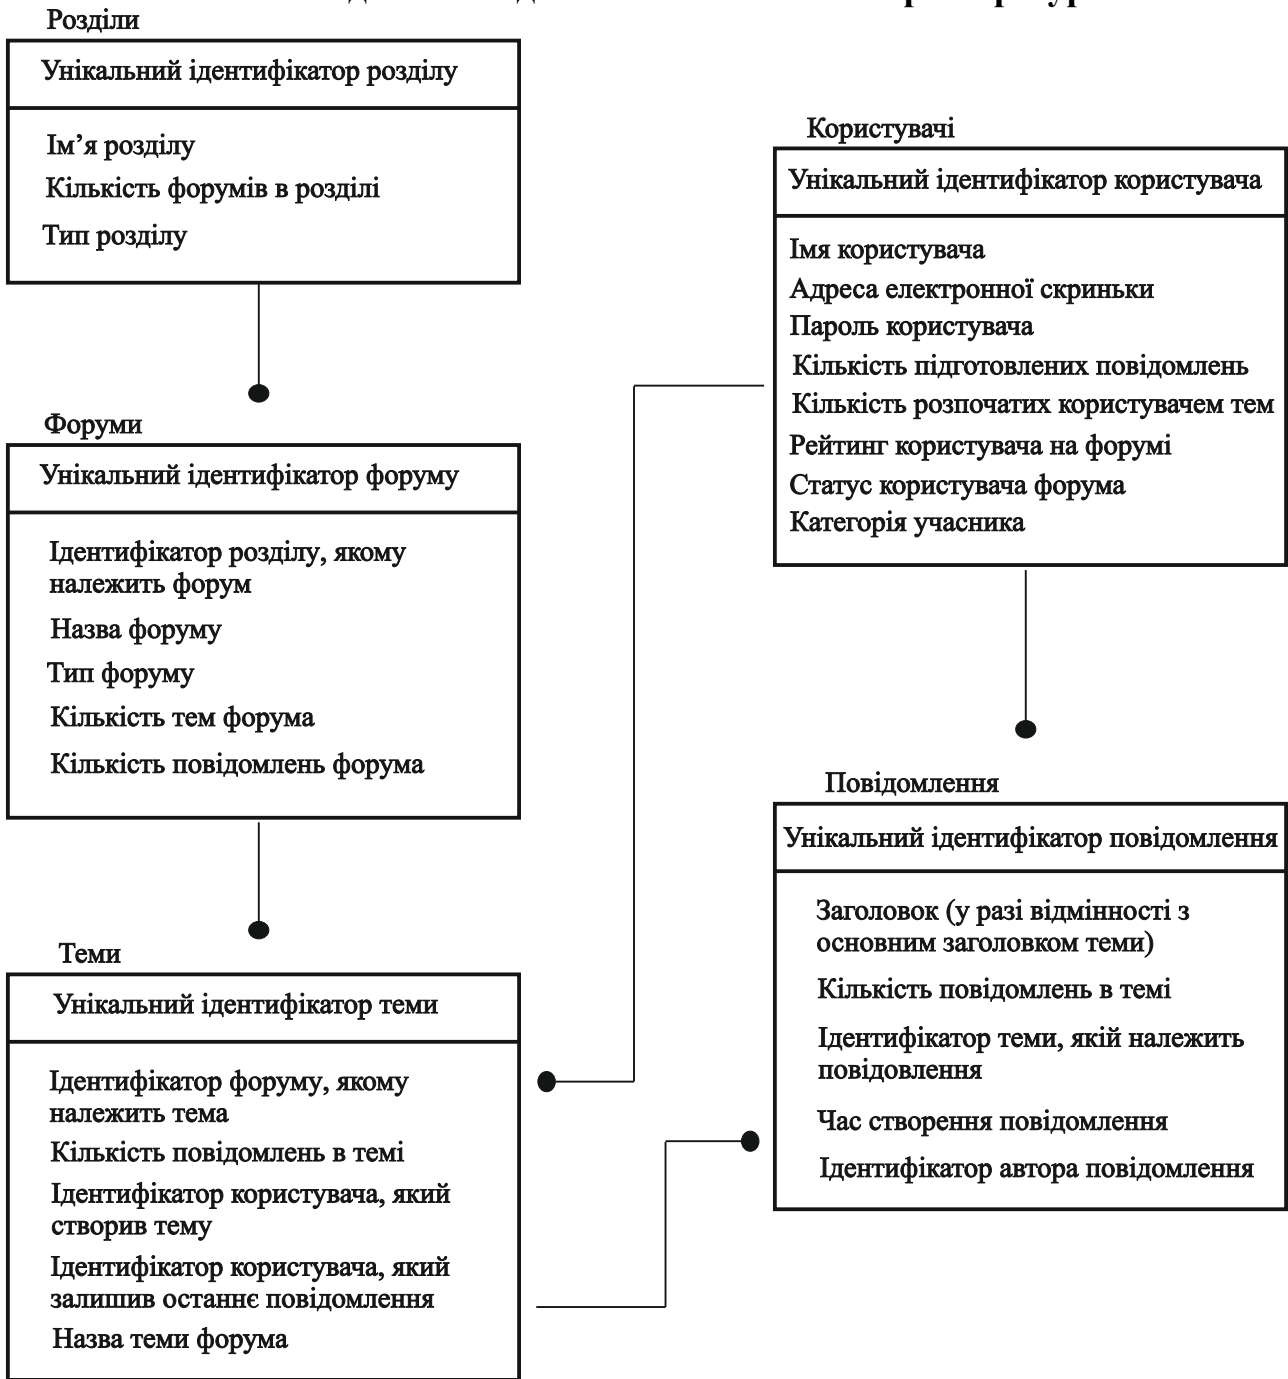 Розділи
Унікальний ідентифікатор розділу
Ім’я розділу
Кількість форумів в розділі
Тип розділу
Форуми
Унікальний ідентифікатор форуму
Ідентифікатор розділу, якому
належить форум
Назва форуму
Тип форуму
Кількість тем форума
Кількість повідомлень форума
Теми
Унікальний ідентифікатор теми
Ідентифікатор форуму, якому
належить тема
Кількість повідомлень в темі
Ідентифікатор користувача, який
створив тему
Ідентифікатор користувача, який
залишив останнє повідомлення
Назва теми форума
Користувачі
Унікальний ідентифікатор користувача
Імя користувача
Адреса електронної скриньки
Пароль користувача
Кількість підготовлених повідомлень
Кількість розпочатих користувачем тем
Рейтинг користувача на форумі
Статус користувача форума
Категорія учасника
Повідомлення
Унікальний ідентифікатор повідомлення
Заголовок (у разі відмінності з
основним заголовком теми)
Кількість повідомлень в темі
Ідентифікатор теми, якій належить
повідовлення
Час створення повідомлення
Ідентифікатор автора повідомлення